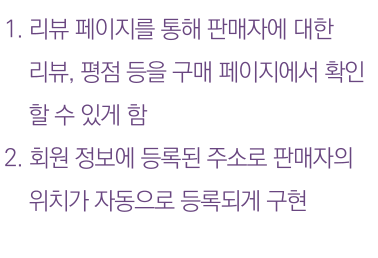 1. 리뷰 페이지를 통해 판매자에 대한
리뷰, 평점 등을 구매 페이지에서 확인
할 수 있게 함
2. 회원 정보에 등록된 주소로 판매자의
위치가 자동으로 등록되게 구현